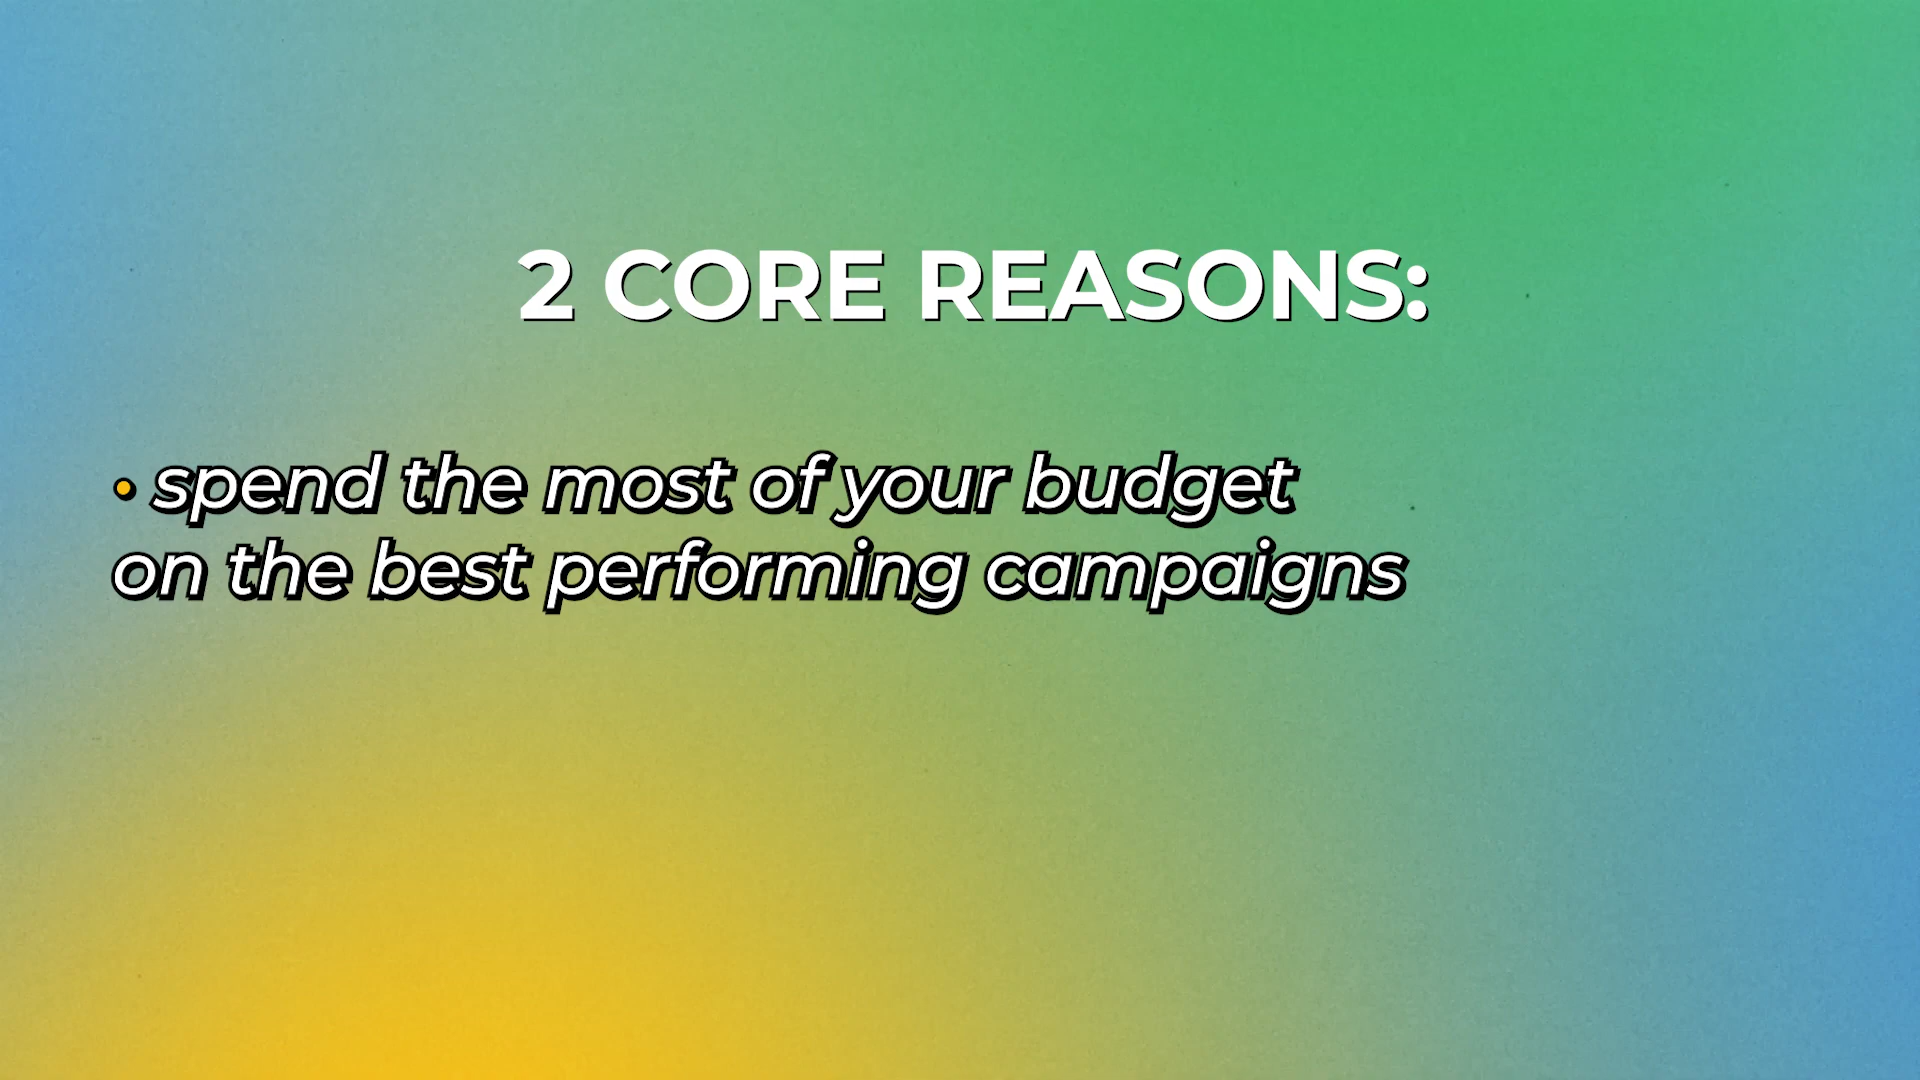 2 CORE REASONS:
• spend the most of your budget
on the best performing campaigns